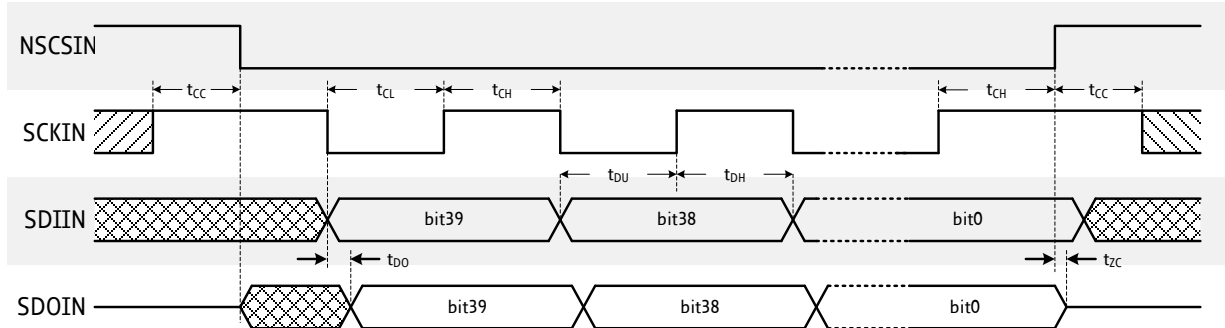 NSCSIN
tCC tCL tCH tCH tCC
SCKIN
tDU tDH
SDIIN bit39 bit38 bit0
tDO tZC
SDOIN bit39 bit38 bit0